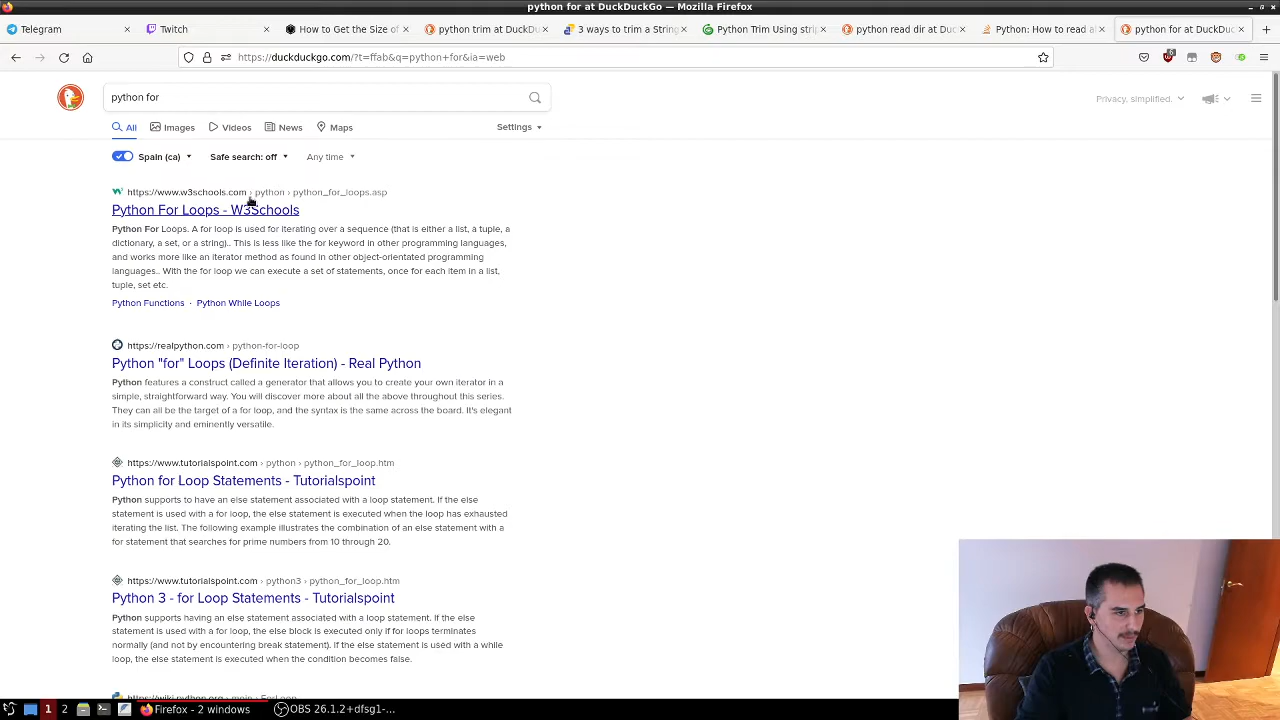 python for at DuckDuckGo — Mozilla Firefox
Telegram
Twitch
How to Get the Size of
python trim at DuckDu
3 ways to trim a String
Python Trim Using strip
python read dir at Duck
Python: How to read a
python for at DuckDuc
https://duckduckgo.com/?t=ffab&q=python+for&ia=web
python for
Privacy, simplified.
All
Images
Videos
News
Maps
Settings
Spain (ca)
Safe search: off
Any time
https://www.w3schools.com › python › python_for_loops.asp
Python For Loops - W3Schools
Python For Loops. A for loop is used for iterating over a sequence (that is either a list, a tuple, a
dictionary, a set, or a string).. This is less like the for keyword in other programming languages,
and works more like an iterator method as found in other object-orientated programming
languages.. With the for loop we can execute a set of statements, once for each item in a list,
tuple, set etc.
Python Functions · Python While Loops
https://realpython.com › python-for-loop
Python "for" Loops (Definite Iteration) - Real Python
Python features a construct called a generator that allows you to create your own iterator in a
simple, straightforward way. You will discover more about all the above throughout this series.
They can all be the target of a for loop, and the syntax is the same across the board. It's elegant
in its simplicity and eminently versatile.
https://www.tutorialspoint.com › python › python_for_loop.htm
Python for Loop Statements - Tutorialspoint
Python supports to have an else statement associated with a loop statement. If the else
statement is used with a for loop, the else statement is executed when the loop has exhausted
iterating the list. The following example illustrates the combination of an else statement with a
for statement that searches for prime numbers from 10 through 20.
https://www.tutorialspoint.com › python3 › python_for_loop.htm
Python 3 - for Loop Statements - Tutorialspoint
Python supports having an else statement associated with a loop statement. If the else
statement is used with a for loop, the else block is executed only if for loops terminates
normally (and not by encountering break statement). If the else statement is used with a while
loop, the else statement is executed when the condition becomes false.
https://wiki.python.org › moin › ForLoop
1
2
Firefox - 2 windows
OBS 26.1.2+dfsg1-...